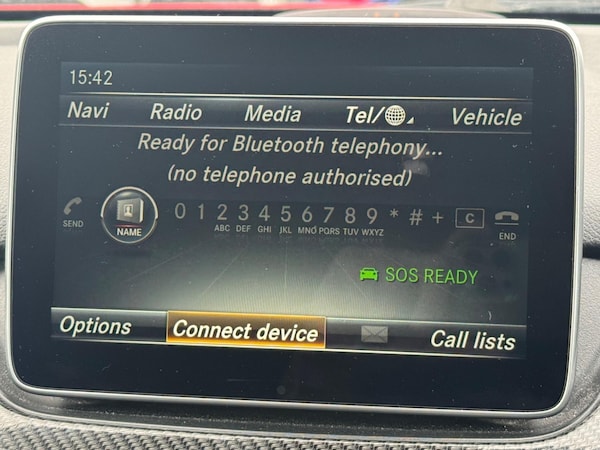 15:42
Navi Radio Media Tel/ Vehicle
Ready for Bluetooth telephony...
(no telephone authorised)
SEND NAME 0 1 2 3 4 5 6 7 8 9 * # + C END
ABC DEF GHI JKL MNO PQRS TUV WXYZ
SOS READY
Options Connect device Call lists